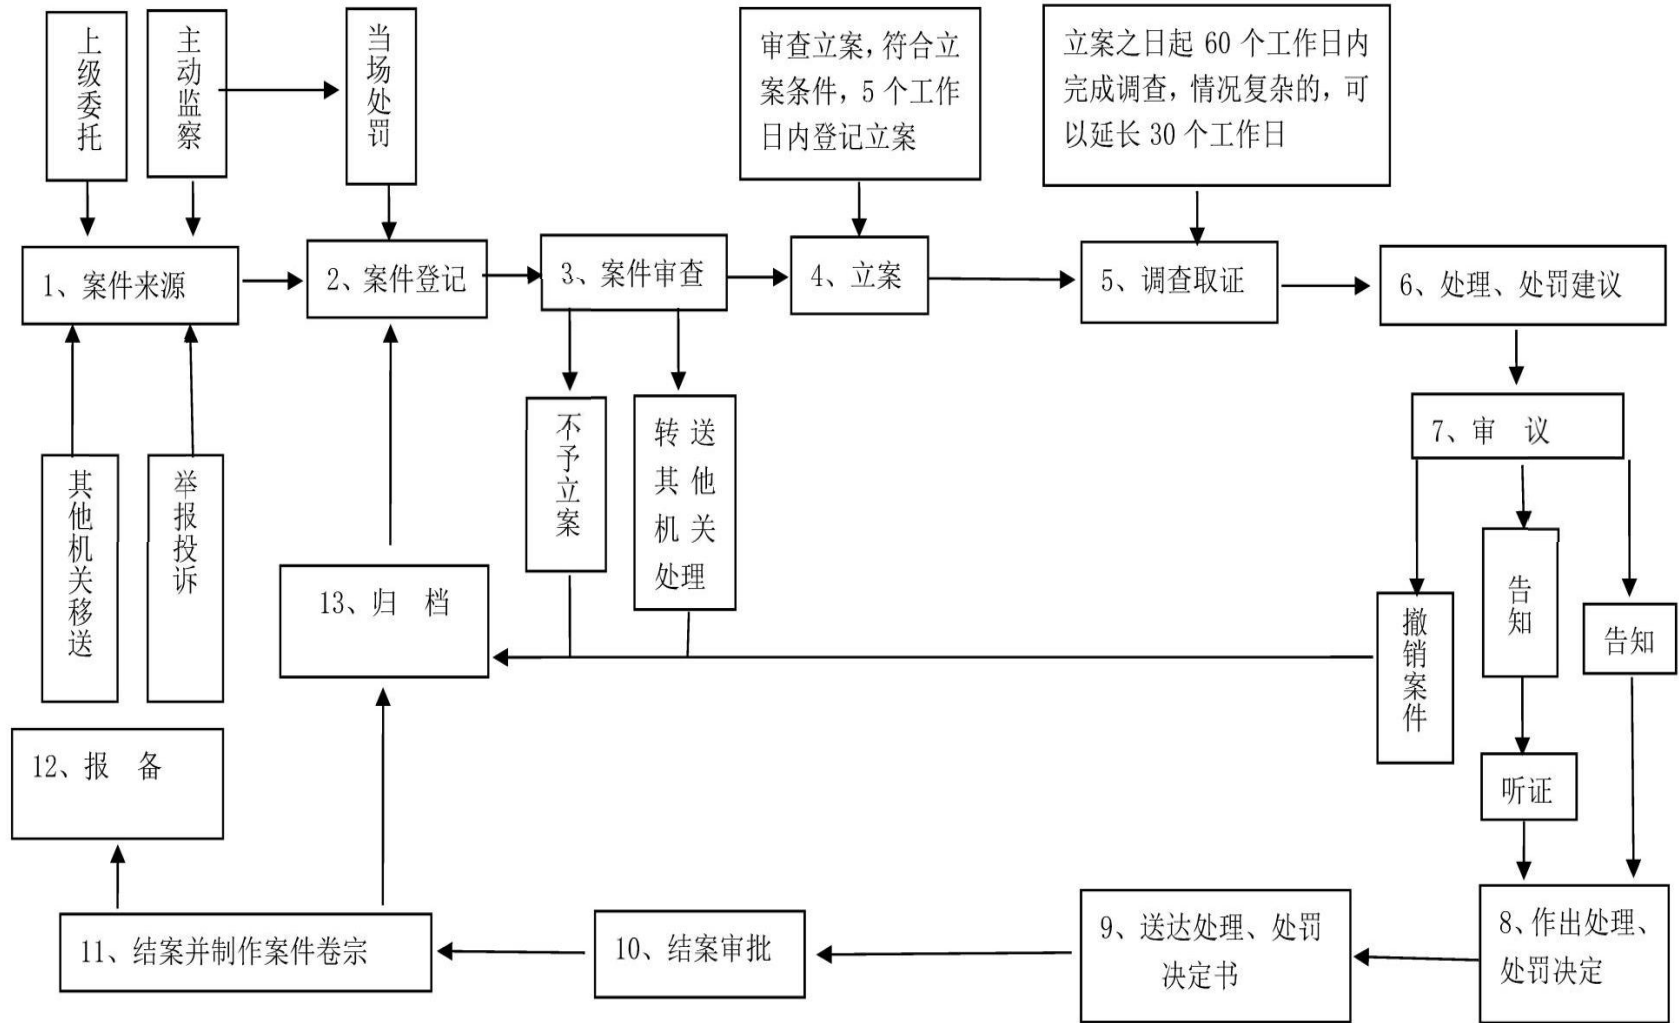 上级委托
主动监察
当场处罚
审查立案，符合立
案条件，5 个工作
日内登记立案
立案之日起 60 个工作日内
完成调查，情况复杂的，可
以延长 30 个工作日
1、案件来源
2、案件登记
3、案件审查
4、立案
5、调查取证
6、处理、处罚建议
7、审　议
其他机关移送
举报投诉
不予立案
转 送
其 他
机 关
处理
13、归　档
撤销案件
告知
告知
听证
12、报　备
11、结案并制作案件卷宗
10、结案审批
9、送达处理、处罚
决定书
8、作出处理、
处罚决定